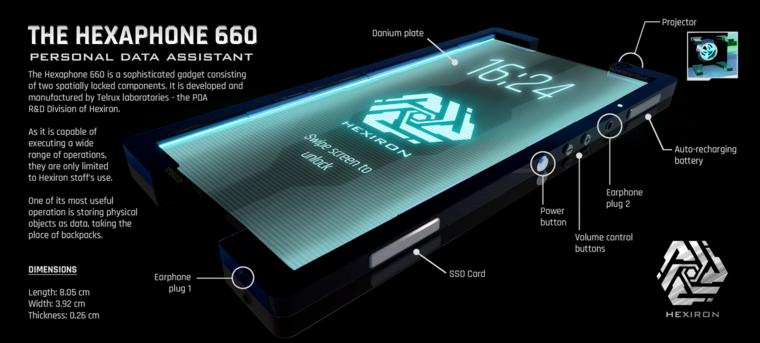 THE HEXAPHONE 660
PERSONAL DATA ASSISTANT
The Hexaphone 660 is a sophisticated gadget consisting
of two spatially locked components. It is developed and
manufactured by Telrux laboratories - the PDA
R&D Division of Hexiron.
As it is capable of
executing a wide
range of operations,
they are only limited
to Hexiron staff's use.
One of its most useful
operation is storing physical
objects as data, taking the
place of backpacks.
DIMENSIONS
Length: 8.05 cm
Width: 3.92 cm
Thickness: 0.26 cm
Danium plate
Projector
16:24
HEXIRON
Swipe screen to
unlock
Auto-recharging
battery
Earphone
plug 2
Power
button
Volume control
buttons
SSD Card
Earphone
plug 1
HEXIRON